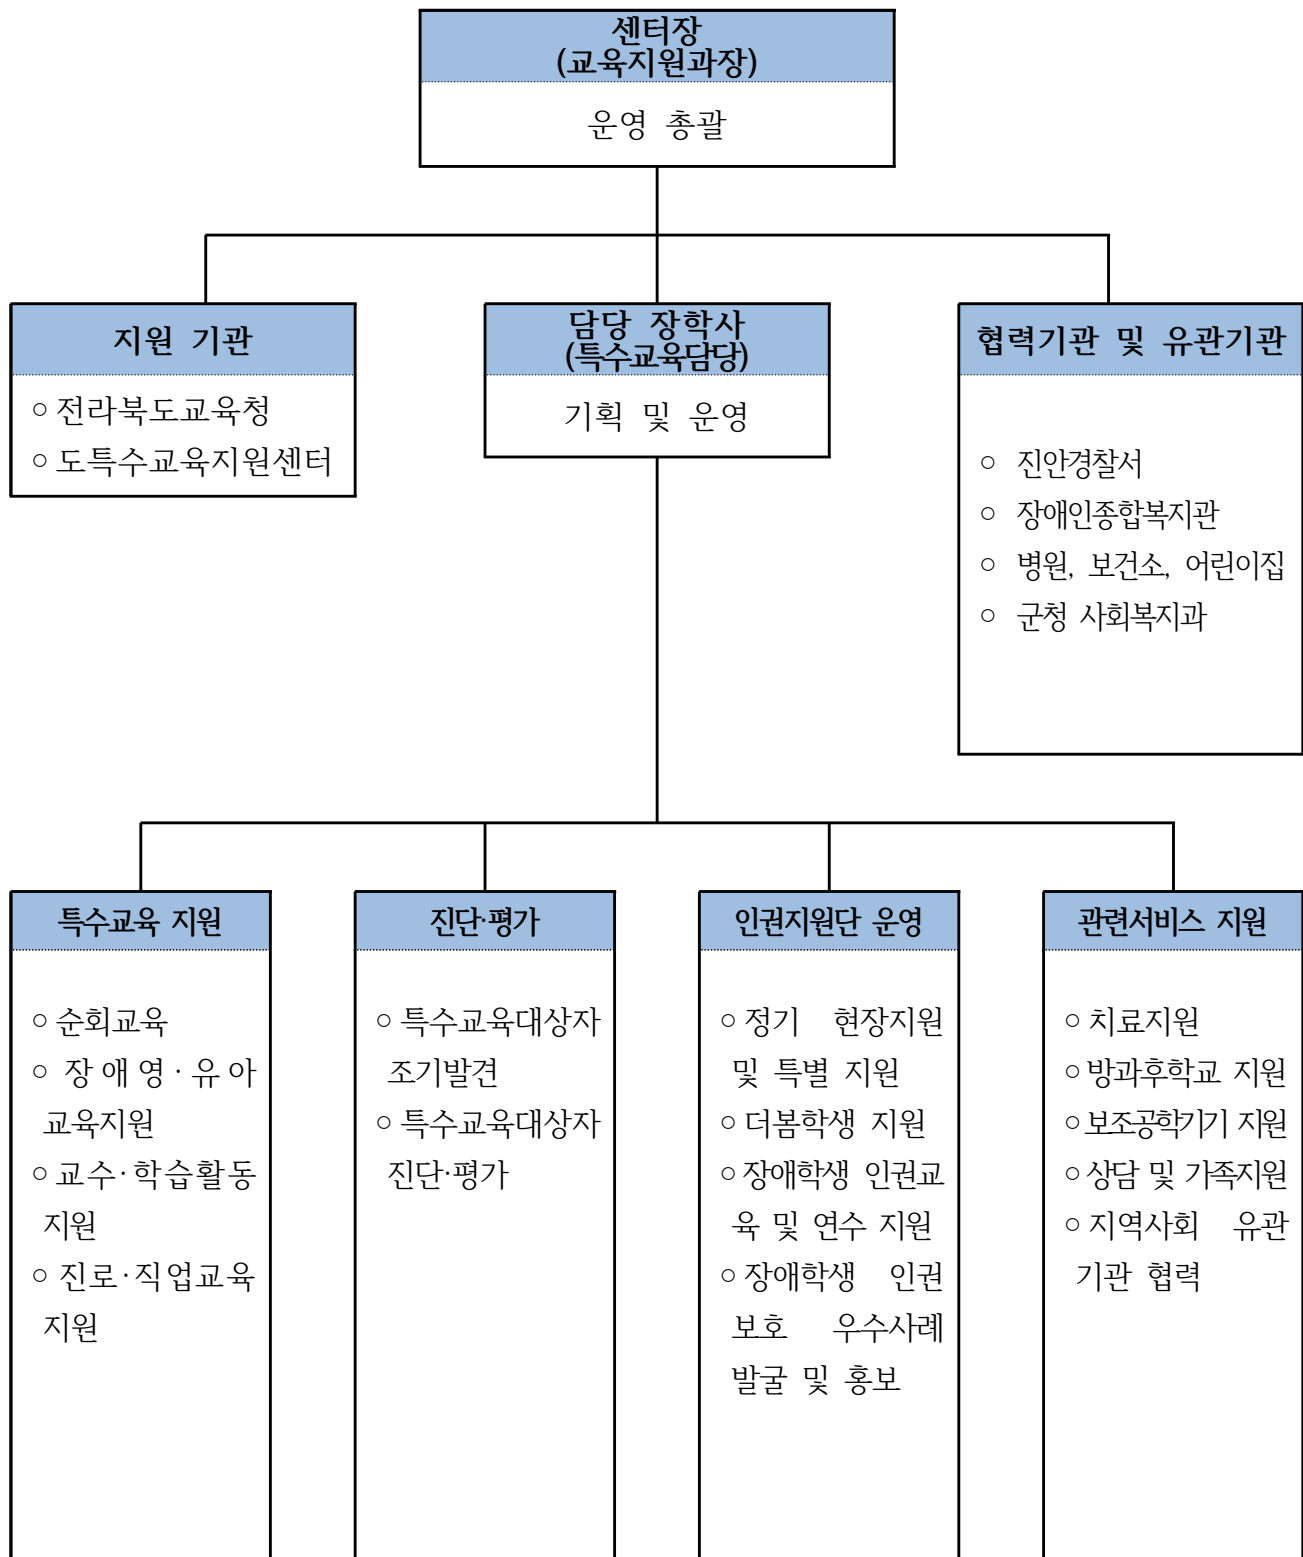 센터장
(교육지원과장)
운영 총괄
지원 기관
○ 전라북도교육청
○ 도특수교육지원센터
담당 장학사
(특수교육담당)
기획 및 운영
협력기관 및 유관기관
○ 진안경찰서
○ 장애인종합복지관
○ 병원, 보건소, 어린이집
○ 군청 사회복지과
특수교육 지원
○ 순회교육
○ 장애영·유아
교육지원
○ 교수·학습활동
지원
○ 진로·직업교육
지원
진단·평가
○ 특수교육대상자
조기발견
○ 특수교육대상자
진단·평가
인권지원단 운영
○ 정기 현장지원
및 특별 지원
○ 더봄학생 지원
○ 장애학생 인권교
육 및 연수 지원
○ 장애학생 인권
보호 우수사례
발굴 및 홍보
관련서비스 지원
○ 치료지원
○ 방과후학교 지원
○ 보조공학기기 지원
○ 상담 및 가족지원
○ 지역사회 유관
기관 협력